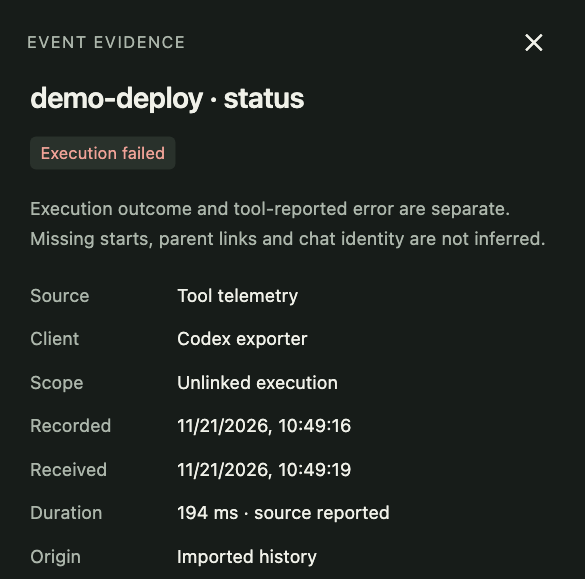 EVENT EVIDENCE
demo-deploy · status
Execution failed
Execution outcome and tool-reported error are separate.
Missing starts, parent links and chat identity are not inferred.
Source Tool telemetry
Client Codex exporter
Scope Unlinked execution
Recorded 11/21/2026, 10:49:16
Received 11/21/2026, 10:49:19
Duration 194 ms · source reported
Origin Imported history